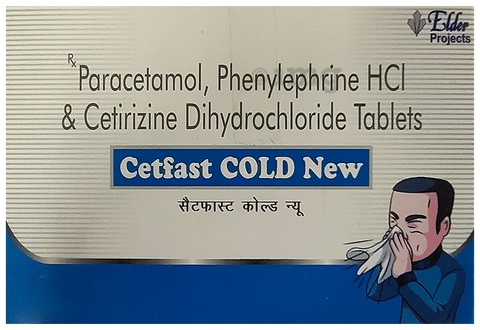 Elder
Projects
Rx
Paracetamol, Phenylephrine HCl
& Cetirizine Dihydrochloride Tablets
Cetfast COLD New
सैटफास्ट कोल्ड न्यू